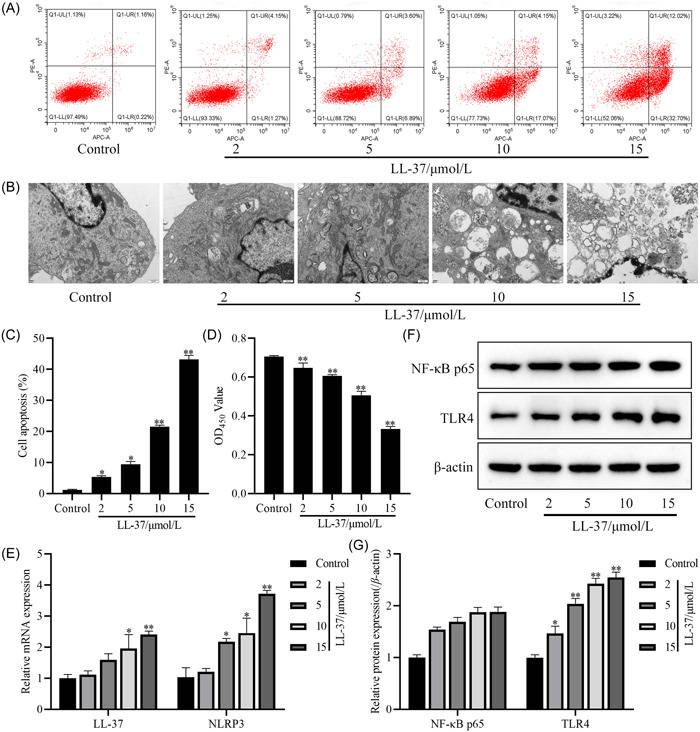 (A)
Q1-UL(1.13%) Q1-UR(1.16%)
Q1-LL(97.49%) Q1-LR(0.22%)
PE-A
APC-A
Control
Q1-UL(1.25%) Q1-UR(4.15%)
Q1-LL(93.33%) Q1-LR(1.27%)
PE-A
APC-A
2
Q1-UL(0.79%) Q1-UR(3.60%)
Q1-LL(88.72%) Q1-LR(6.89%)
PE-A
APC-A
5
Q1-UL(1.05%) Q1-UR(4.15%)
Q1-LL(77.73%) Q1-LR(17.07%)
PE-A
APC-A
10
Q1-UL(3.22%) Q1-UR(12.02%)
Q1-LL(52.06%) Q1-LR(32.70%)
PE-A
APC-A
15
LL-37/μmol/L
(B)
Control 2 5 10 15
LL-37/μmol/L
(C)
Cell apoptosis (%)
50
40
30
20
10
0
* * ** **
Control 2 5 10 15
LL-37/μmol/L
(D)
OD450 Value
0.8
0.6
0.4
0.2
0.0
** ** ** **
Control 2 5 10 15
LL-37/μmol/L
(F)
NF-κB p65
TLR4
β-actin
Control 2 5 10 15
LL-37/μmol/L
(E)
Relative mRNA expression
5
4
3
2
1
0
* ** * * **
LL-37 NLRP3
Control
2
5
10
15
LL-37/μmol/L
(G)
Relative protein expression(/β-actin)
3
2
1
0
* ** ** **
NF-κB p65 TLR4
Control
2
5
10
15
LL-37/μmol/L